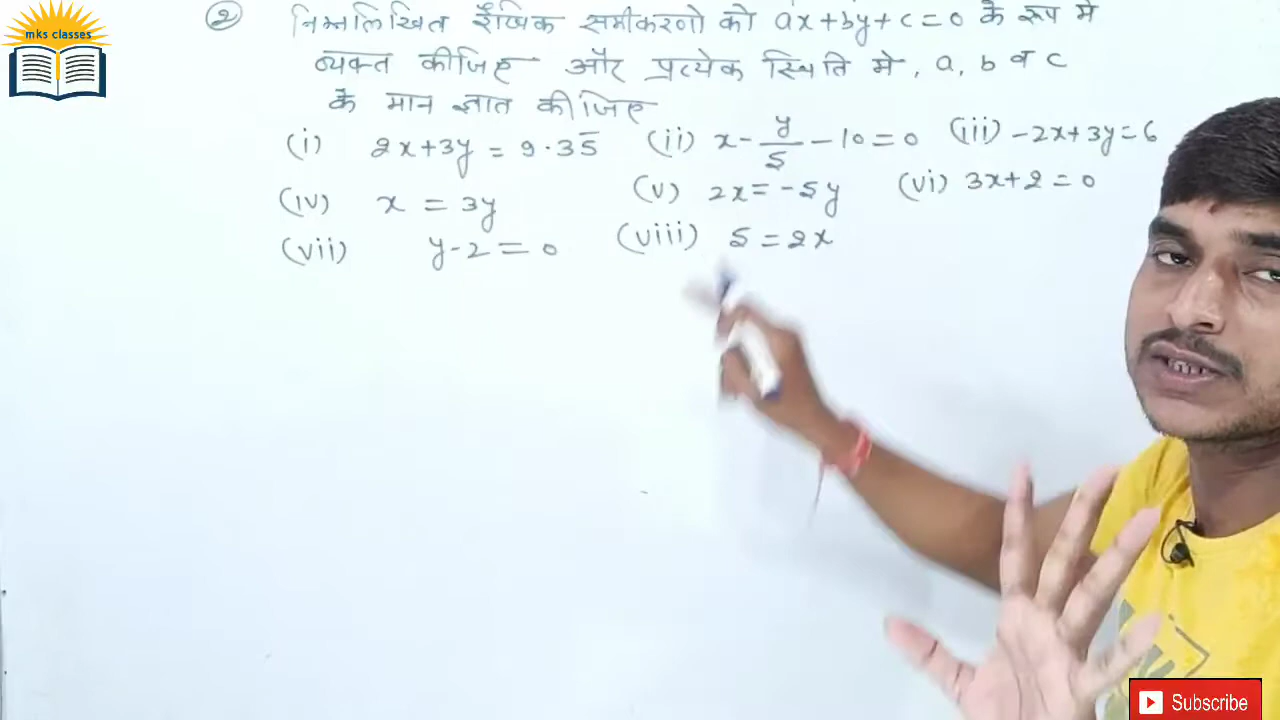 mks classes
(2) निम्नलिखित रैखिक समीकरणो को ax+by+c=0 के रूप मे
व्यक्त कीजिए और प्रत्येक स्थिति मे, a, b व c
के मान ज्ञात कीजिए
(i) 2x+3y = 9.35̅ (ii) x - y/5 - 10 = 0 (iii) -2x+3y=6
(iv) x = 3y (v) 2x = -5y (vi) 3x+2=0
(vii) y-2 = 0 (viii) 5 = 2x
Subscribe